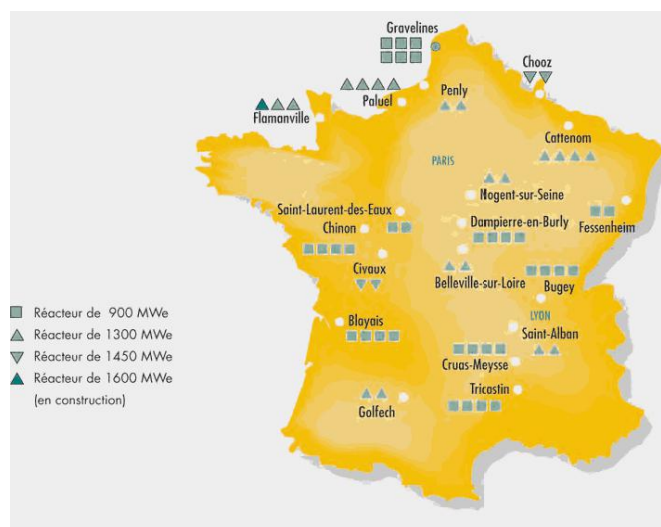 Gravelines
Chooz
Paluel
Penly
Flamanville
Cattenom
PARIS
Nogent-sur-Seine
Saint-Laurent-des-Eaux
Dampierre-en-Burly
Fessenheim
Chinon
Civaux
Belleville-sur-Loire
Bugey
Réacteur de 900 MWe
Réacteur de 1300 MWe
Réacteur de 1450 MWe
Réacteur de 1600 MWe
(en construction)
Blayais
LYON
Saint-Alban
Cruas-Meysse
Tricastin
Golfech